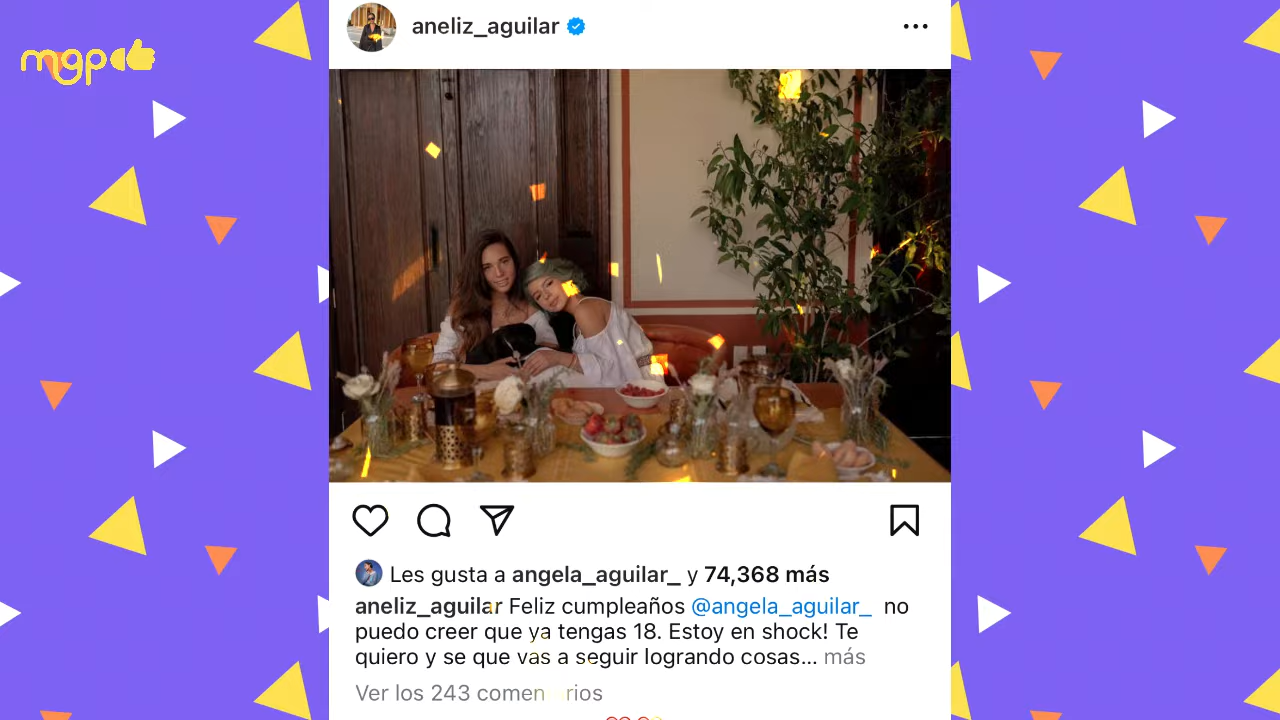 mgp
aneliz_aguilar
Les gusta a angela_aguilar_ y 74,368 más
aneliz_aguilar Feliz cumpleaños @angela_aguilar_ no
puedo creer que ya tengas 18. Estoy en shock! Te
quiero y se que vas a seguir logrando cosas... más
Ver los 243 comentarios